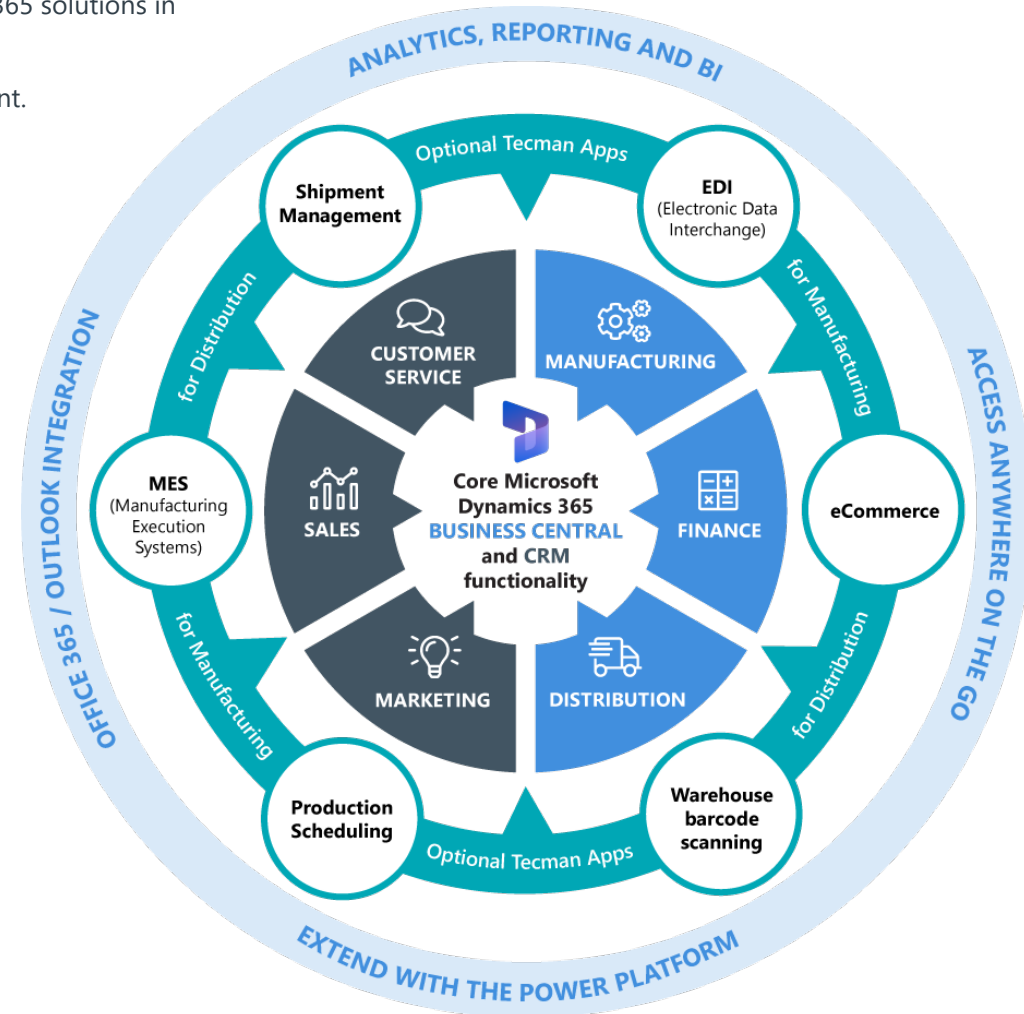 365 solutions in
nt.
ANALYTICS, REPORTING AND BI
Optional Tecman Apps
Shipment
Management
EDI
(Electronic Data
Interchange)
for Distribution
for Manufacturing
CUSTOMER
SERVICE
MANUFACTURING
OFFICE 365 / OUTLOOK INTEGRATION
ACCESS ANYWHERE ON THE GO
MES
(Manufacturing
Execution
Systems)
SALES
Core Microsoft
Dynamics 365
BUSINESS CENTRAL
and CRM
functionality
FINANCE
eCommerce
for Manufacturing
for Distribution
MARKETING
DISTRIBUTION
Production
Scheduling
Warehouse
barcode
scanning
Optional Tecman Apps
EXTEND WITH THE POWER PLATFORM